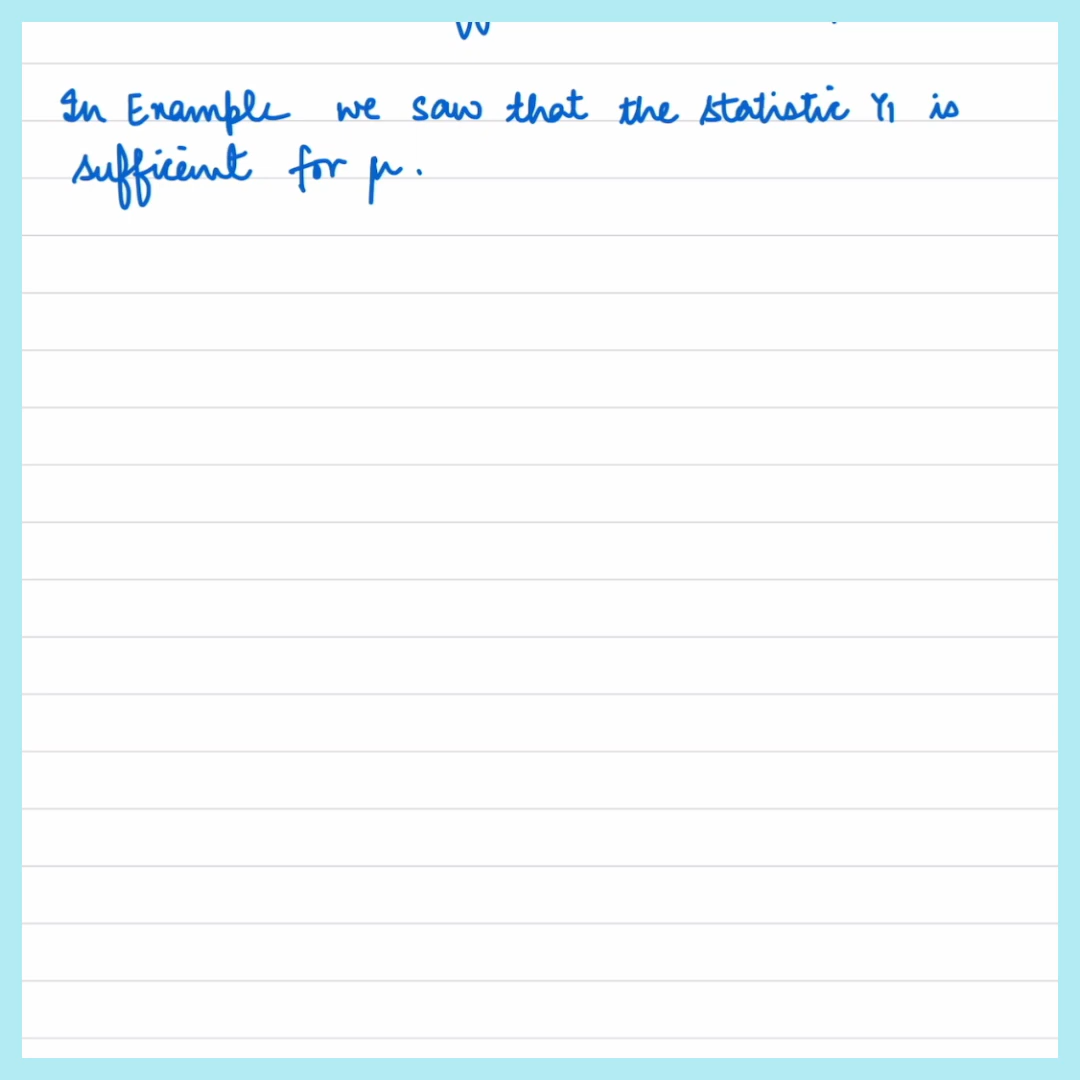 In Example we saw that the statistic Y1 is
sufficient for μ.